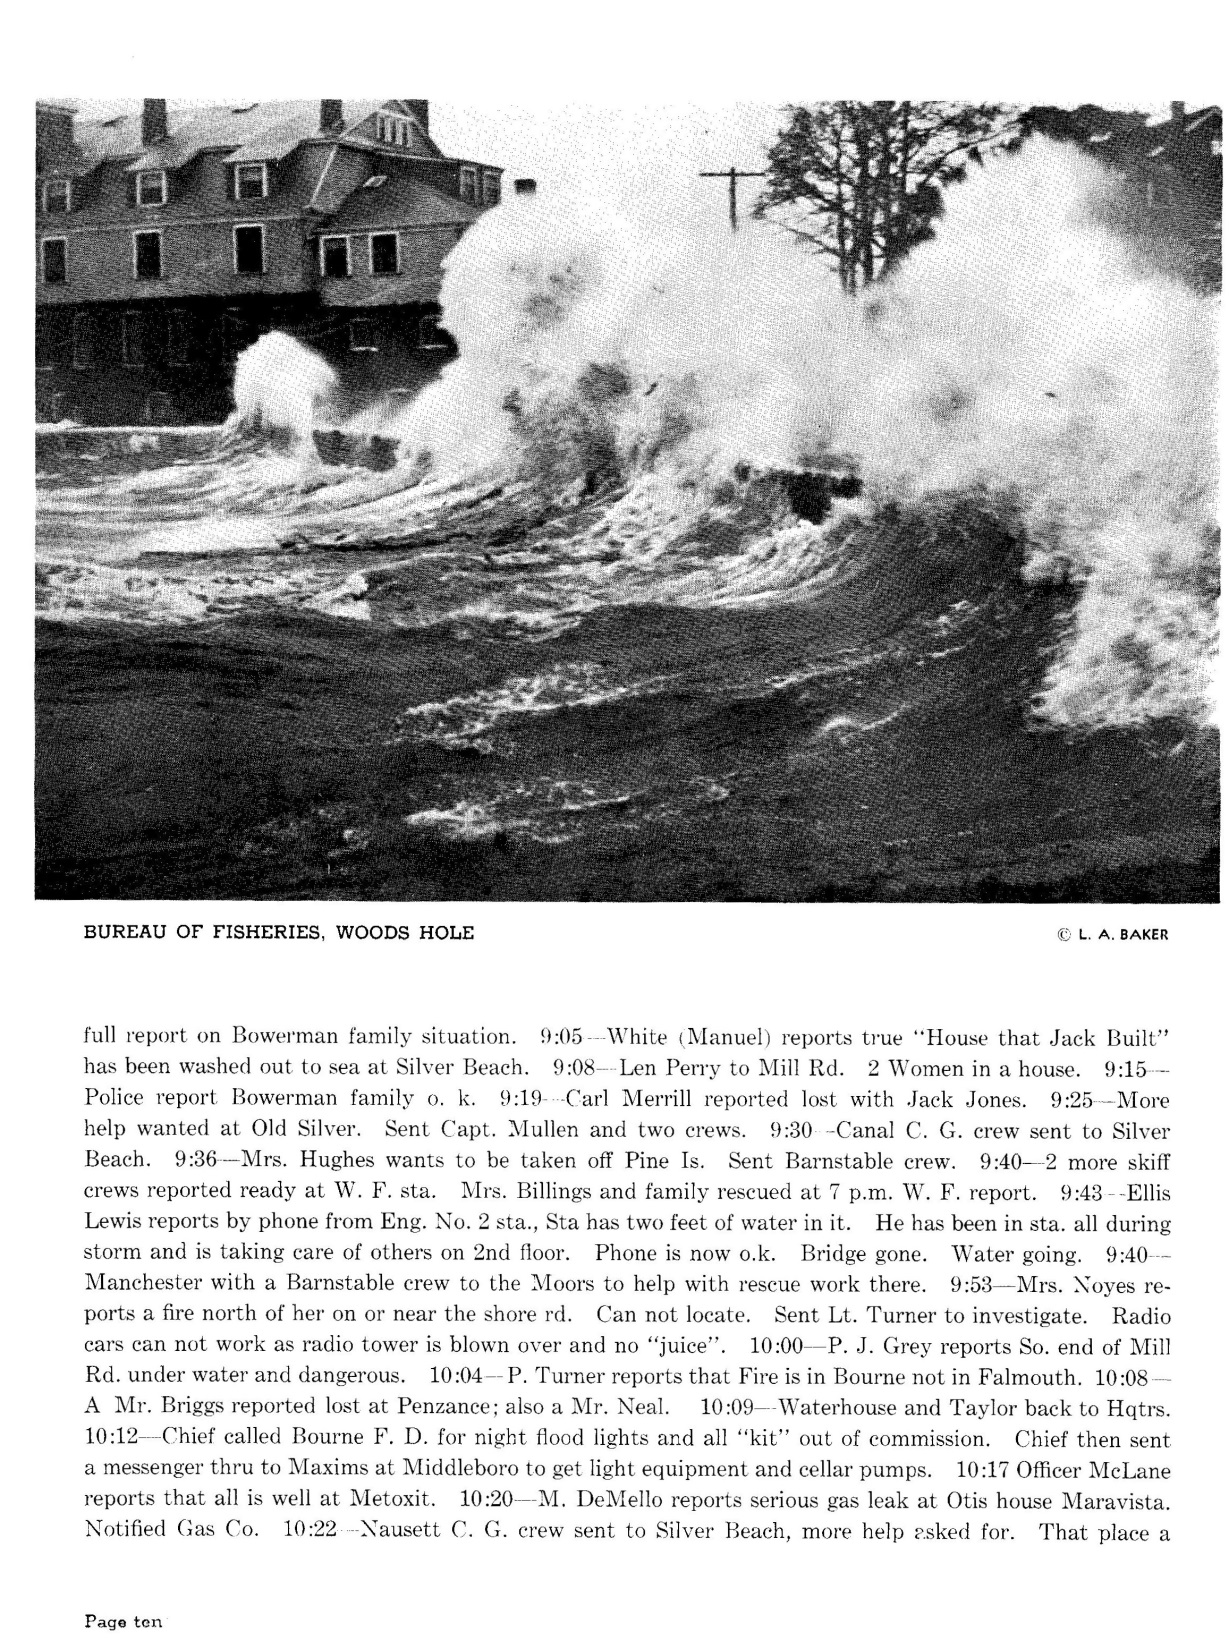 BUREAU OF FISHERIES, WOODS HOLE
© L. A. BAKER
full report on Bowerman family situation. 9:05—White (Manuel) reports true “House that Jack Built”
has been washed out to sea at Silver Beach. 9:08—Len Perry to Mill Rd. 2 Women in a house. 9:15—
Police report Bowerman family o. k. 9:19—Carl Merrill reported lost with Jack Jones. 9:25—More
help wanted at Old Silver. Sent Capt. Mullen and two crews. 9:30—Canal C. G. crew sent to Silver
Beach. 9:36—Mrs. Hughes wants to be taken off Pine Is. Sent Barnstable crew. 9:40—2 more skiff
crews reported ready at W. F. sta. Mrs. Billings and family rescued at 7 p.m. W. F. report. 9:43—Ellis
Lewis reports by phone from Eng. No. 2 sta., Sta has two feet of water in it. He has been in sta. all during
storm and is taking care of others on 2nd floor. Phone is now o.k. Bridge gone. Water going. 9:40—
Manchester with a Barnstable crew to the Moors to help with rescue work there. 9:53—Mrs. Noyes re-
ports a fire north of her on or near the shore rd. Can not locate. Sent Lt. Turner to investigate. Radio
cars can not work as radio tower is blown over and no “juice”. 10:00—P. J. Grey reports So. end of Mill
Rd. under water and dangerous. 10:04—P. Turner reports that Fire is in Bourne not in Falmouth. 10:08—
A Mr. Briggs reported lost at Penzance; also a Mr. Neal. 10:09—Waterhouse and Taylor back to Hqtrs.
10:12—Chief called Bourne F. D. for night flood lights and all “kit” out of commission. Chief then sent
a messenger thru to Maxims at Middleboro to get light equipment and cellar pumps. 10:17 Officer McLane
reports that all is well at Metoxit. 10:20—M. DeMello reports serious gas leak at Otis house Maravista.
Notified Gas Co. 10:22—Nausett C. G. crew sent to Silver Beach, more help asked for. That place a
Page ten